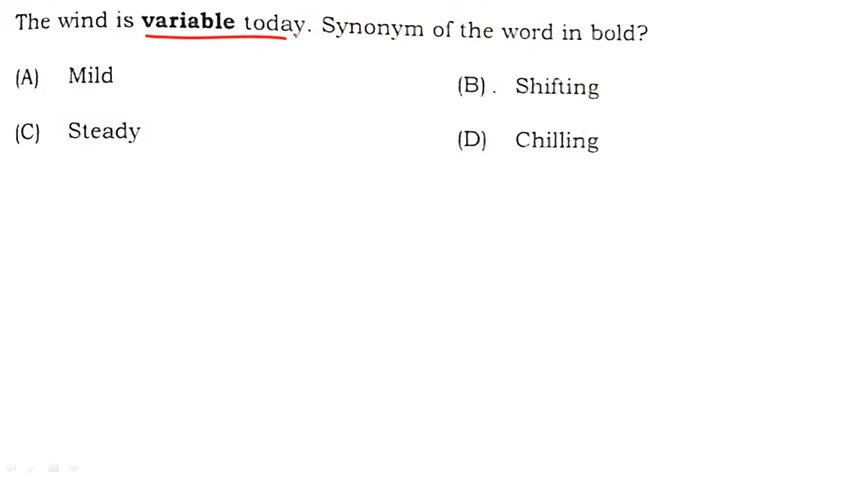 The wind is variable today. Synonym of the word in bold?
(A) Mild
(B) . Shifting
(C) Steady
(D) Chilling